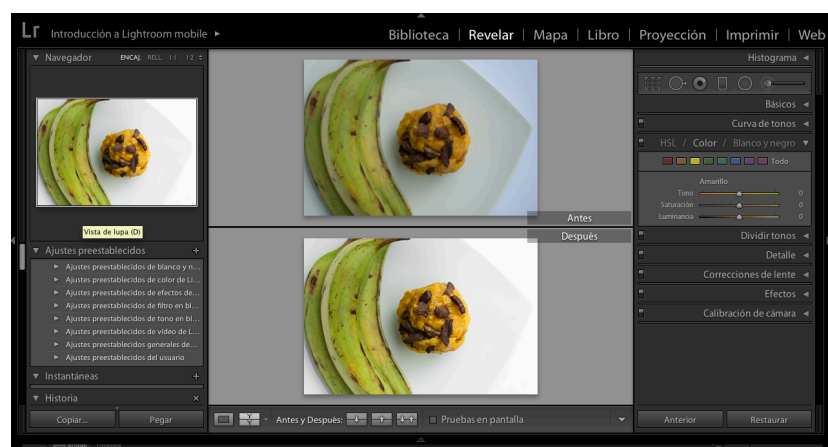 Lr Introducción a Lightroom mobile
Biblioteca | Revelar | Mapa | Libro | Proyección | Imprimir | Web
Navegador ENCAJ. RELL. 1:1 1:2
Vista de lupa (D)
Ajustes preestablecidos +
Ajustes preestablecidos de blanco y n...
Ajustes preestablecidos de color de Li...
Ajustes preestablecidos de efectos de...
Ajustes preestablecidos de filtro en bl...
Ajustes preestablecidos de tono en bl...
Ajustes preestablecidos de vídeo de L...
Ajustes preestablecidos generales de...
Ajustes preestablecidos del usuario
Instantáneas +
Historia ×
Copiar... Pegar
Antes
Después
Antes y Después:
Pruebas en pantalla
Histograma
Básicos
Curva de tonos
HSL / Color / Blanco y negro
Todo
Amarillo
Tono 0
Saturación 0
Luminancia 0
Dividir tonos
Detalle
Correcciones de lente
Efectos
Calibración de cámara
Anterior Restaurar